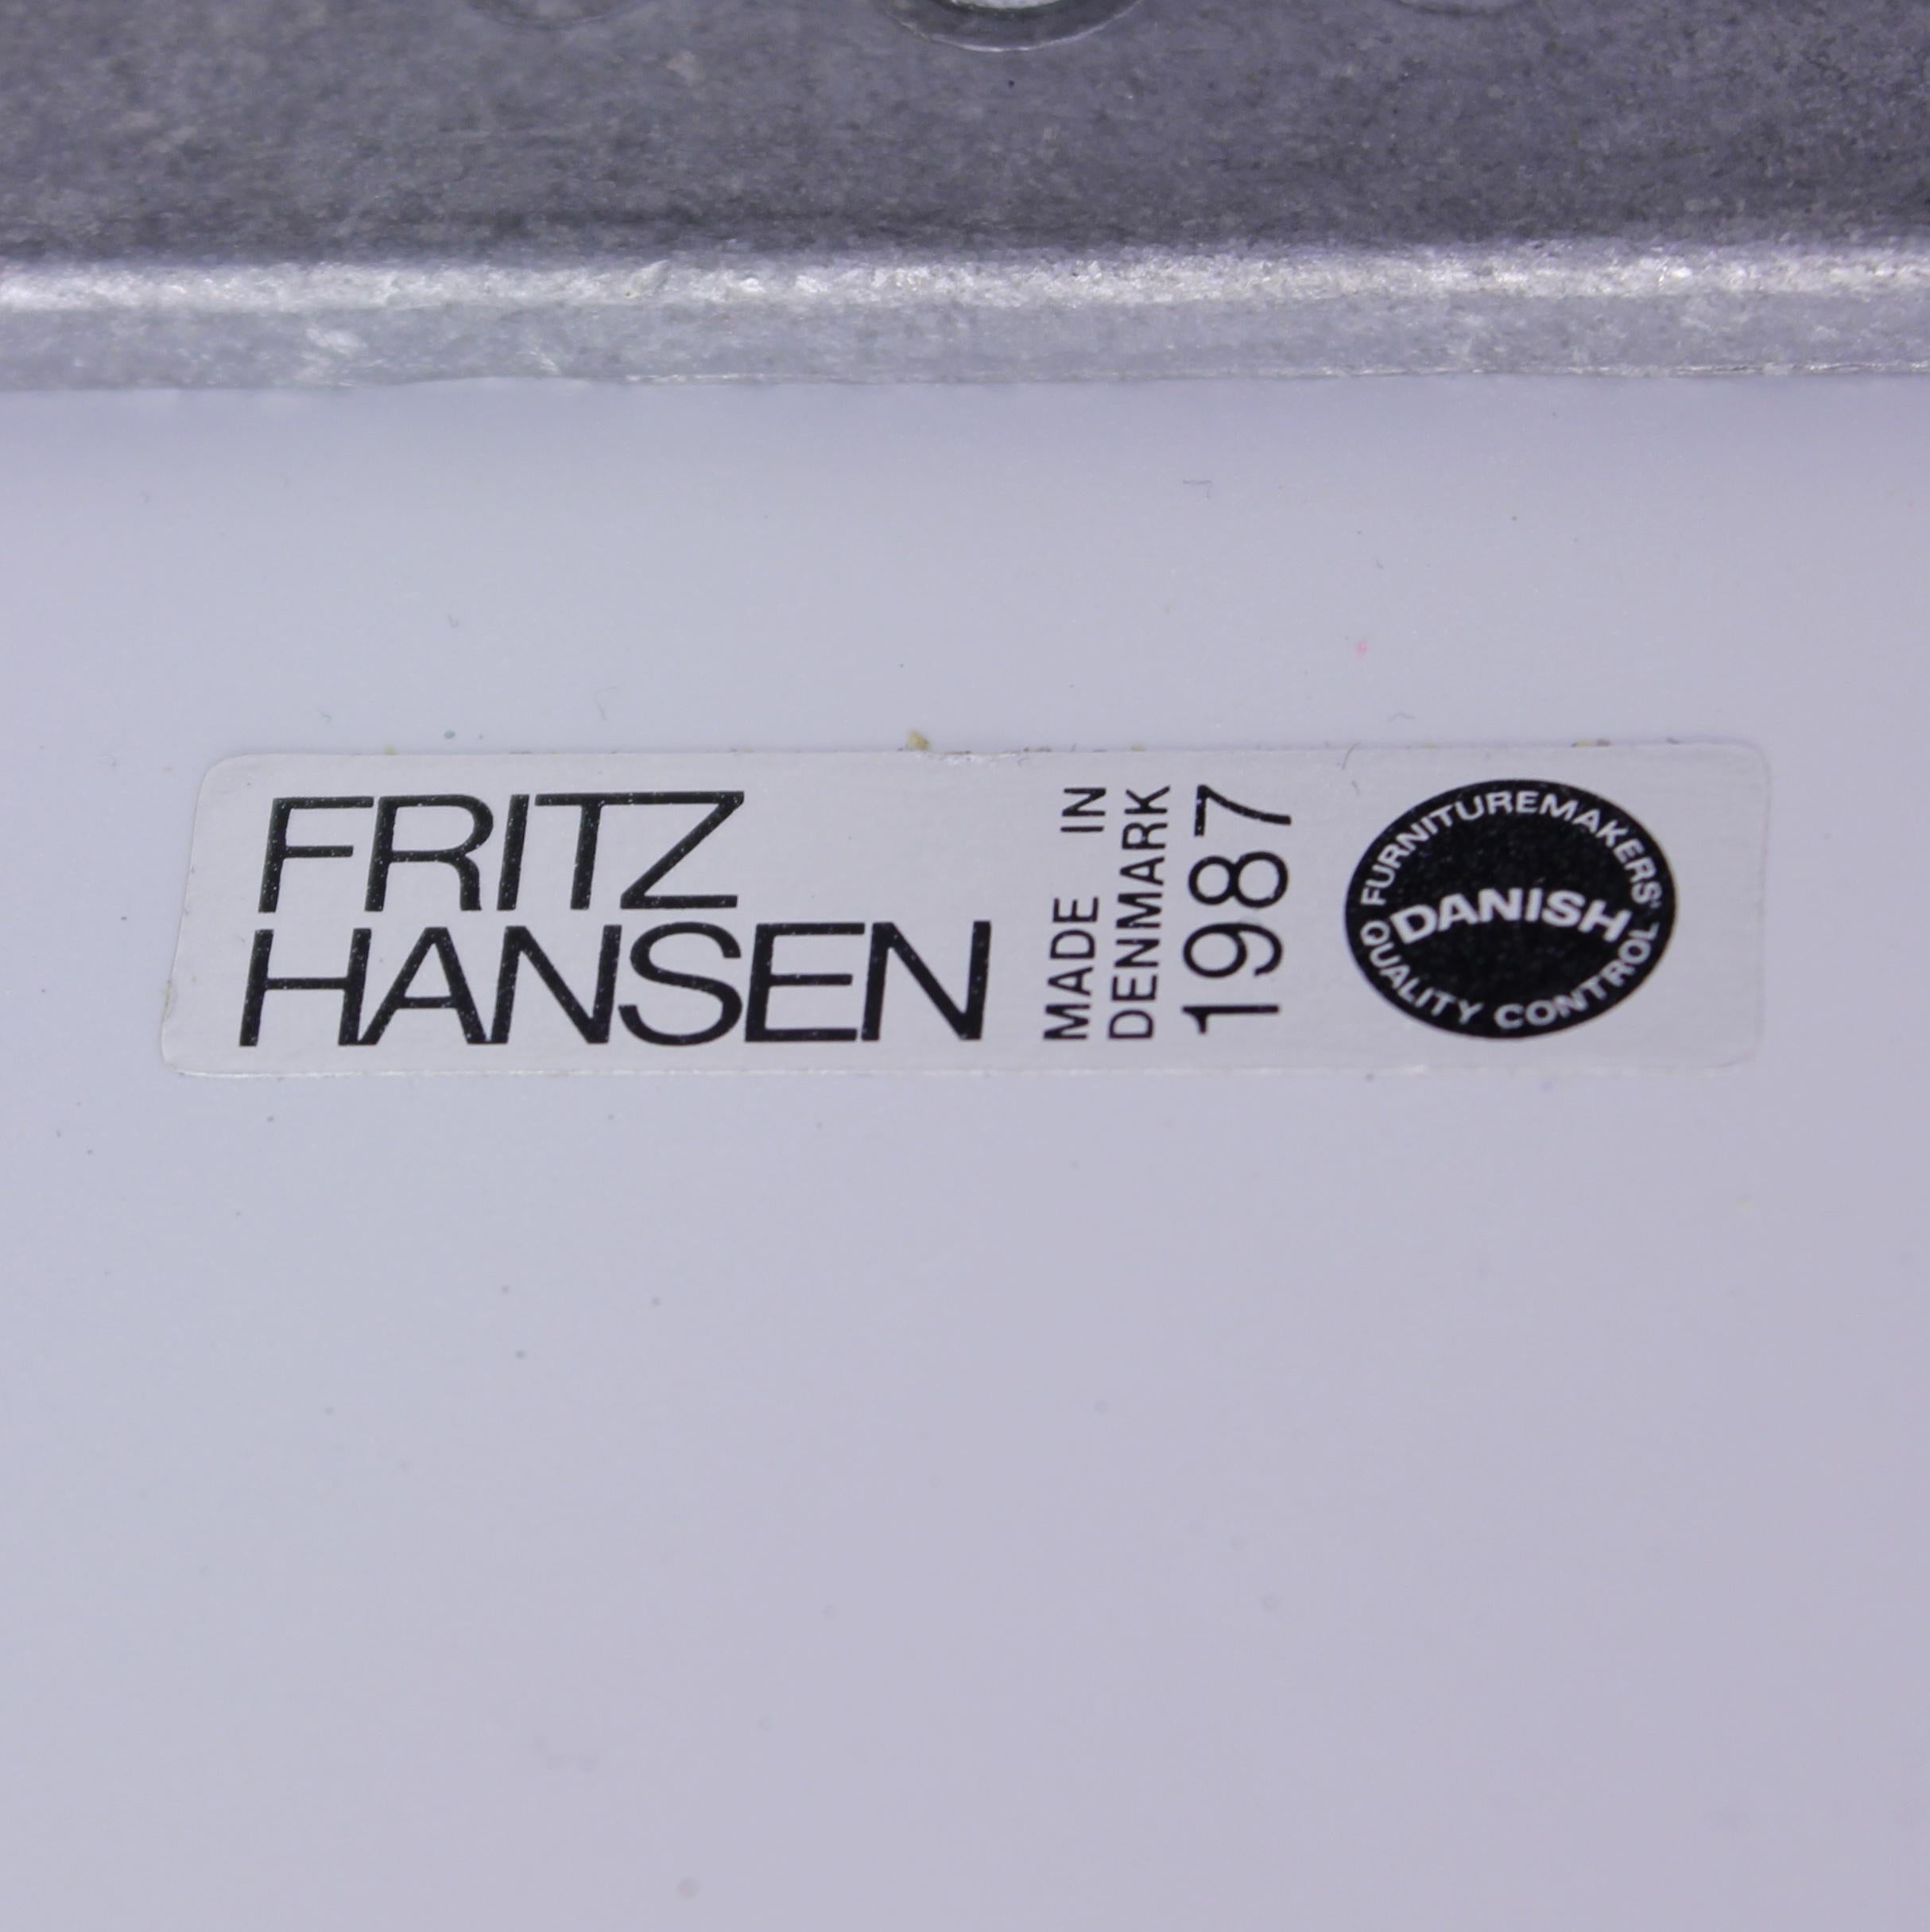 FRITZ
HANSEN
MADE IN
DENMARK
1987
FURNITUREMAKERS'
DANISH
QUALITY CONTROL